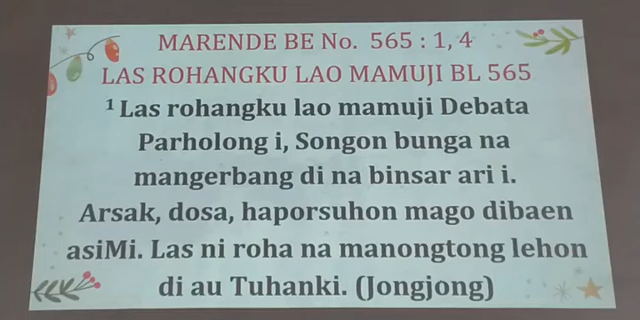 MARENDE BE No. 565 : 1, 4
LAS ROHANGKU LAO MAMUJI BL 565
¹ Las rohangku lao mamuji Debata
Parholong i, Songon bunga na
mangerbang di na binsar ari i.
Arsak, dosa, haporsuhon mago dibaen
asiMi. Las ni roha na manongtong lehon
di au Tuhanki. (Jongjong)